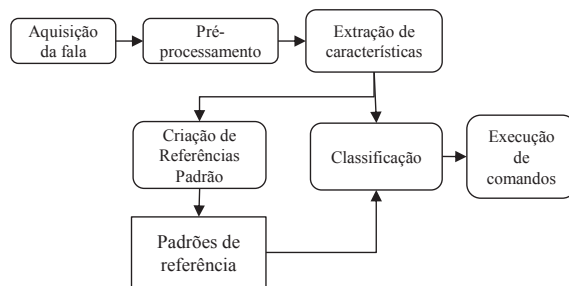 Aquisição
da fala
Pré-
processamento
Extração de
características
Criação de
Referências
Padrão
Classificação
Execução
de
comandos
Padrões de
referência